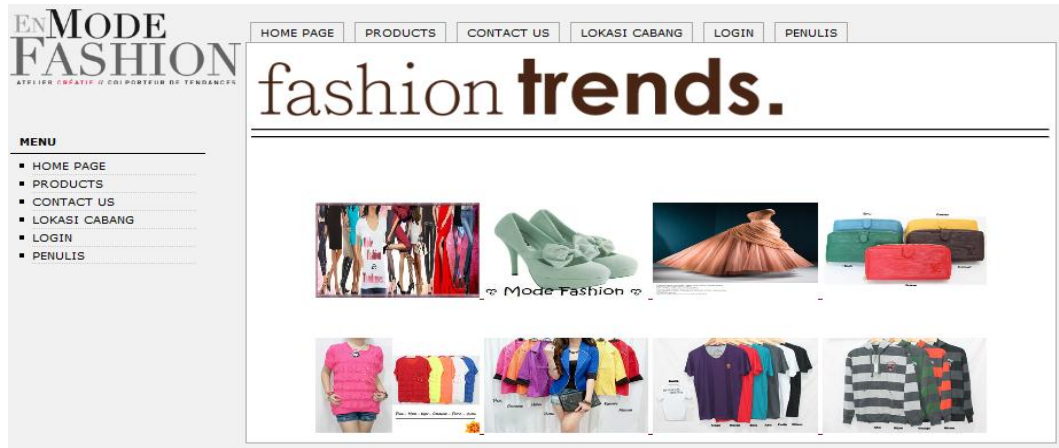 ENMODE
FASHION
ATELIER CRÉATIF // COLPORTEUR DE TENDANCES
HOME PAGE
PRODUCTS
CONTACT US
LOKASI CABANG
LOGIN
PENULIS
fashion trends.
MENU
HOME PAGE
PRODUCTS
CONTACT US
LOKASI CABANG
LOGIN
PENULIS
Mode Fashion